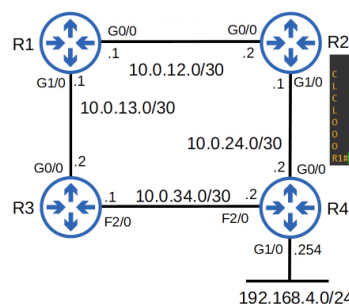 G0/0 G0/0
R1 R2
.1 .2
G1/0 .1 .1 G1/0
10.0.12.0/30
10.0.13.0/30
C
L
C
L
O
O
O
R1#
10.0.24.0/30
G0/0 .2 .2 G0/0
R3 .1 10.0.34.0/30 .2 R4
F2/0 F2/0
G1/0 .254
192.168.4.0/24